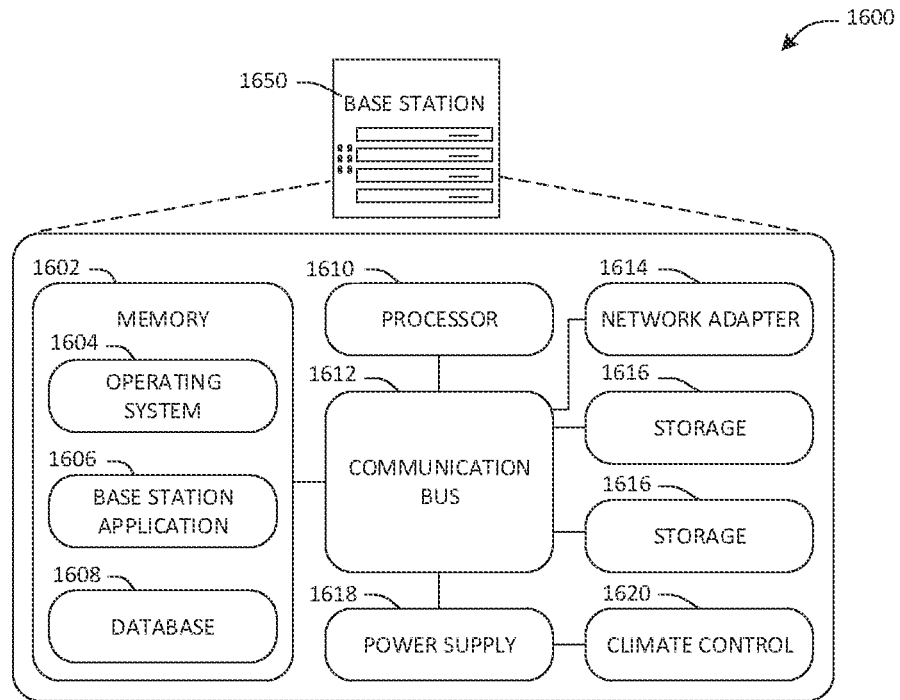 1600
1650
BASE STATION
1602
MEMORY
1604
OPERATING
SYSTEM
1606
BASE STATION
APPLICATION
1608
DATABASE
1610
PROCESSOR
1612
COMMUNICATION
BUS
1618
POWER SUPPLY
1614
NETWORK ADAPTER
1616
STORAGE
1616
STORAGE
1620
CLIMATE CONTROL